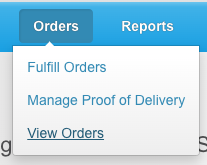 Orders Reports
Fulfill Orders
Manage Proof of Delivery
View Orders